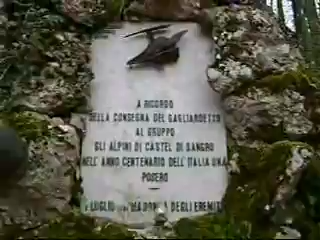 A RICORDO
DELLA CONSEGNA DEL GAGLIARDETTO
AL GRUPPO
GLI ALPINI DI CASTEL DI SANGRO
NELL'ANNO CENTENARIO DELL'ITALIA UNA
POSERO
LUGLIO DEGLI EREMITI